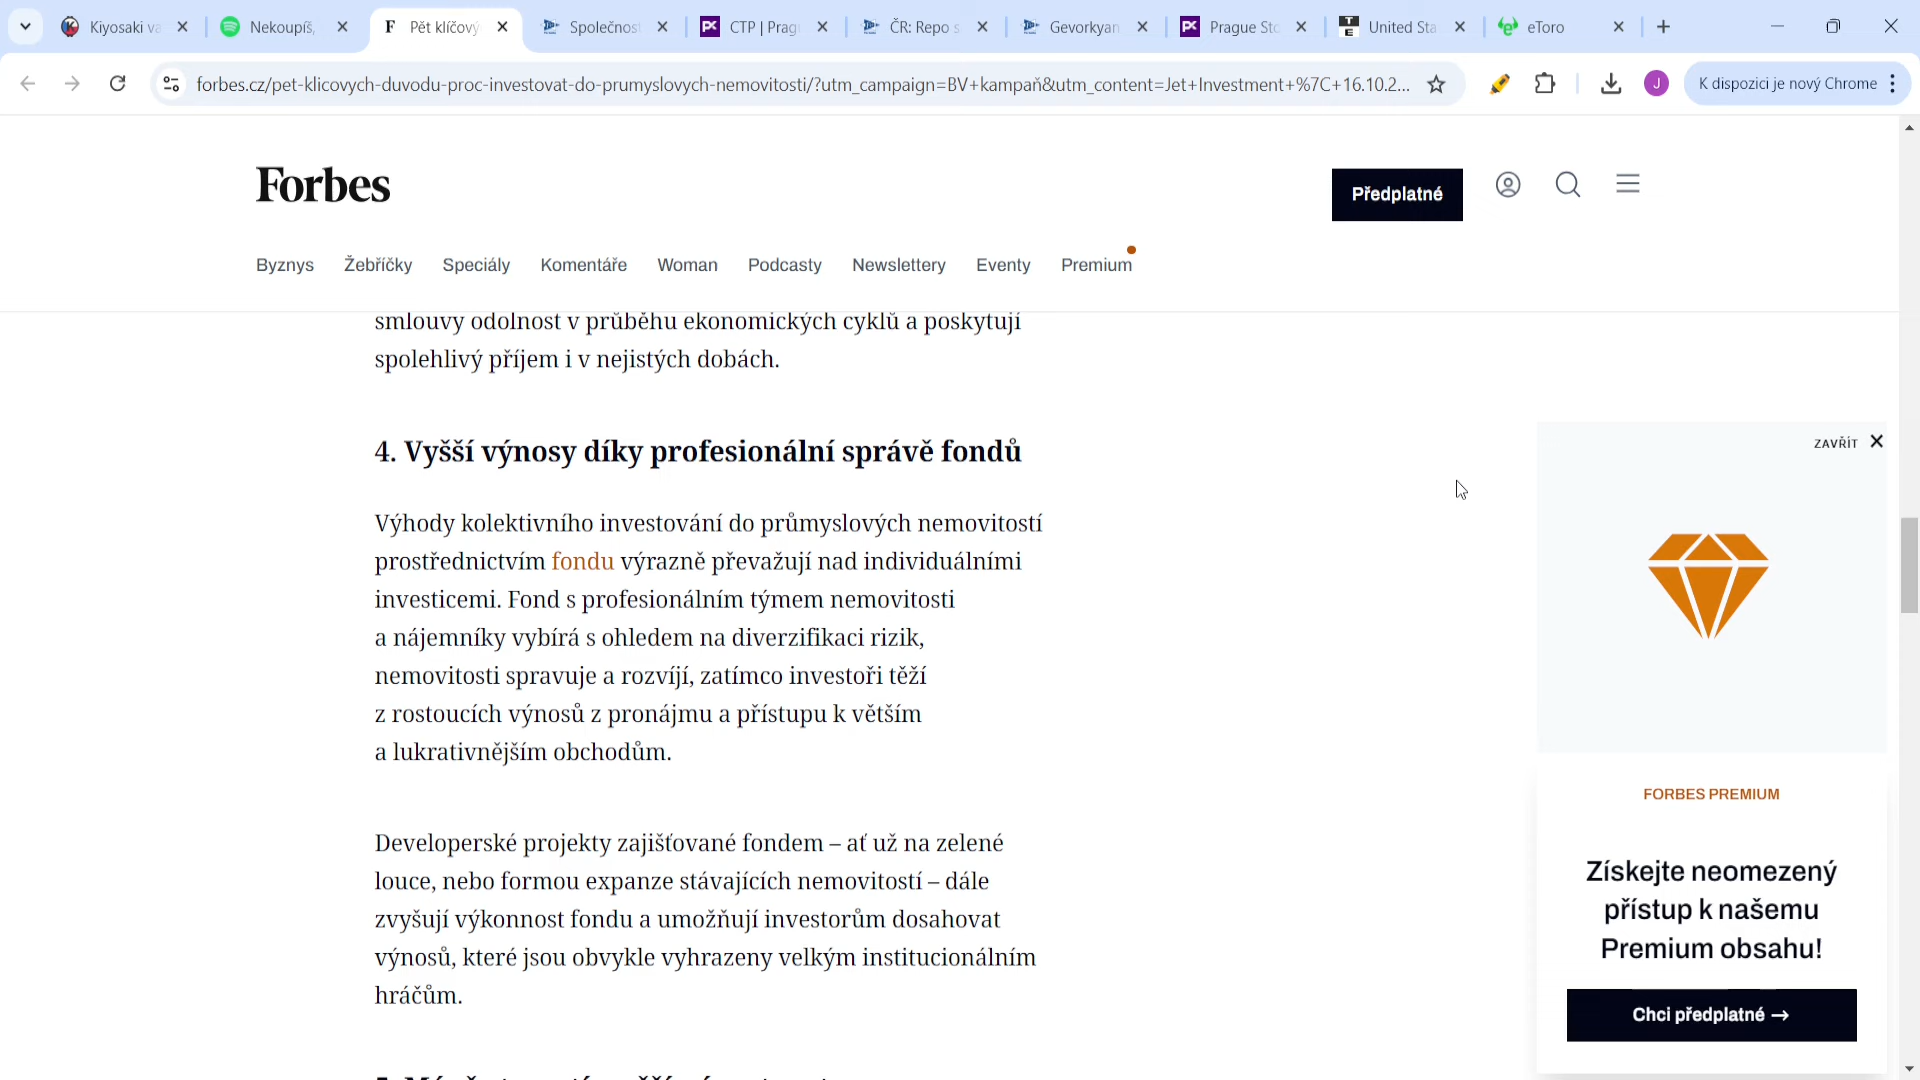 Kiyosaki va
Nekoupíš,
Pět klíčový
Společnost
CTP | Prag
ČR: Repo s
Gevorkyan
Prague Sto
United Sta
eToro
forbes.cz/pet-klicovych-duvodu-proc-investovat-do-prumyslovych-nemovitosti/?utm_campaign=BV+kampaň&utm_content=Jet+Investment+%7C+16.10.2...
J
K dispozici je nový Chrome
Forbes
Předplatné
Byznys Žebříčky Speciály Komentáře Woman Podcasty Newslettery Eventy Premium
smlouvy odolnost v průběhu ekonomických cyklů a poskytují
spolehlivý příjem i v nejistých dobách.
4. Vyšší výnosy díky profesionální správě fondů
Výhody kolektivního investování do průmyslových nemovitostí
prostřednictvím fondu výrazně převažují nad individuálními
investicemi. Fond s profesionálním týmem nemovitosti
a nájemníky vybírá s ohledem na diverzifikaci rizik,
nemovitosti spravuje a rozvíjí, zatímco investoři těží
z rostoucích výnosů z pronájmu a přístupu k větším
a lukrativnějším obchodům.
Developerské projekty zajišťované fondem – ať už na zelené
louce, nebo formou expanze stávajících nemovitostí – dále
zvyšují výkonnost fondu a umožňují investorům dosahovat
výnosů, které jsou obvykle vyhrazeny velkým institucionálním
hráčům.
ZAVŘÍT
FORBES PREMIUM
Získejte neomezený
přístup k našemu
Premium obsahu!
Chci předplatné →